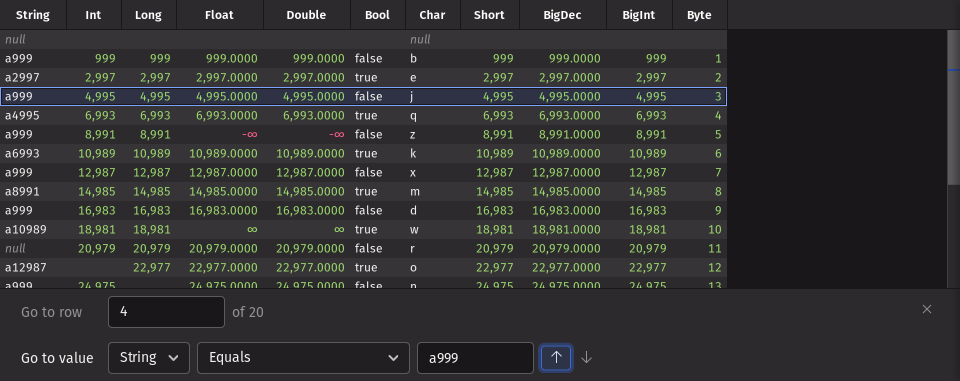 String Int Long Float Double Bool Char Short BigDec BigInt Byte
null null
a999 999 999 999.0000 999.0000 false b 999 999.0000 999 1
a2997 2,997 2,997 2,997.0000 2,997.0000 true e 2,997 2,997.0000 2,997 2
a999 4,995 4,995 4,995.0000 4,995.0000 false j 4,995 4,995.0000 4,995 3
a4995 6,993 6,993 6,993.0000 6,993.0000 true q 6,993 6,993.0000 6,993 4
a999 8,991 8,991 -∞ -∞ false z 8,991 8,991.0000 8,991 5
a6993 10,989 10,989 10,989.0000 10,989.0000 true k 10,989 10,989.0000 10,989 6
a999 12,987 12,987 12,987.0000 12,987.0000 false x 12,987 12,987.0000 12,987 7
a8991 14,985 14,985 14,985.0000 14,985.0000 true m 14,985 14,985.0000 14,985 8
a999 16,983 16,983 16,983.0000 16,983.0000 false d 16,983 16,983.0000 16,983 9
a10989 18,981 18,981 ∞ ∞ true w 18,981 18,981.0000 18,981 10
null 20,979 20,979 20,979.0000 20,979.0000 false r 20,979 20,979.0000 20,979 11
a12987 22,977 22,977.0000 22,977.0000 true o 22,977 22,977.0000 22,977 12
a999 24,975 24,975.0000 24,975.0000 false n 24,975 24,975.0000 24,975 13
Go to row 4 of 20
Go to value String Equals a999